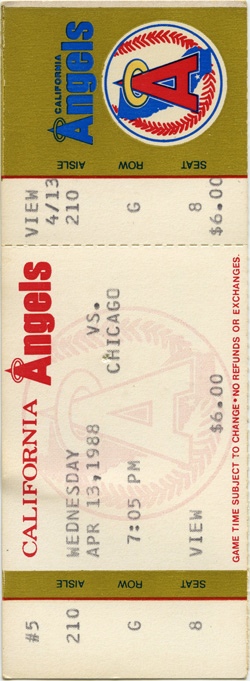 CALIFORNIA
Angels
A
AISLE ROW SEAT
VIEW
4/13
210 G 8 $6.00
CALIFORNIA Angels
WEDNESDAY VS.
APR 13,1988 CHICAGO
7:05 PM
VIEW $6.00
GAME TIME SUBJECT TO CHANGE • NO REFUNDS OR EXCHANGES.
AISLE ROW SEAT
#5
210 G 8